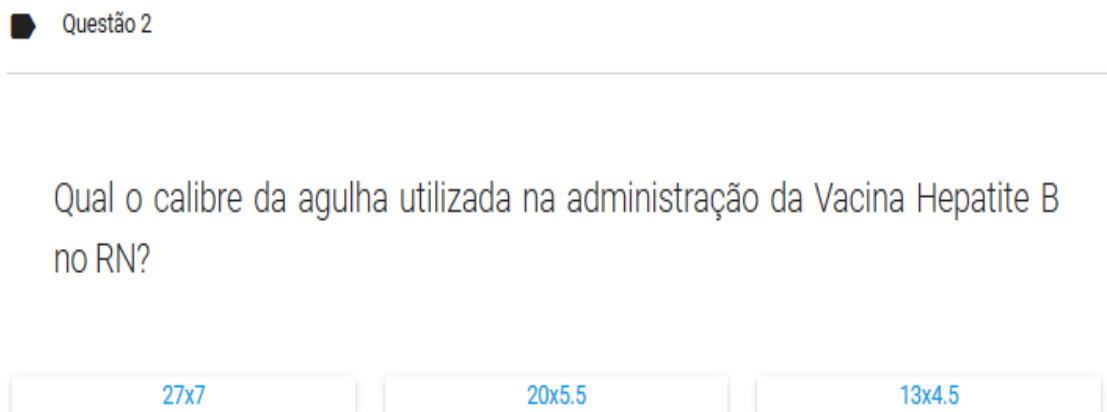 Questão 2
Qual o calibre da agulha utilizada na administração da Vacina Hepatite B
no RN?
27x7
20x5.5
13x4.5